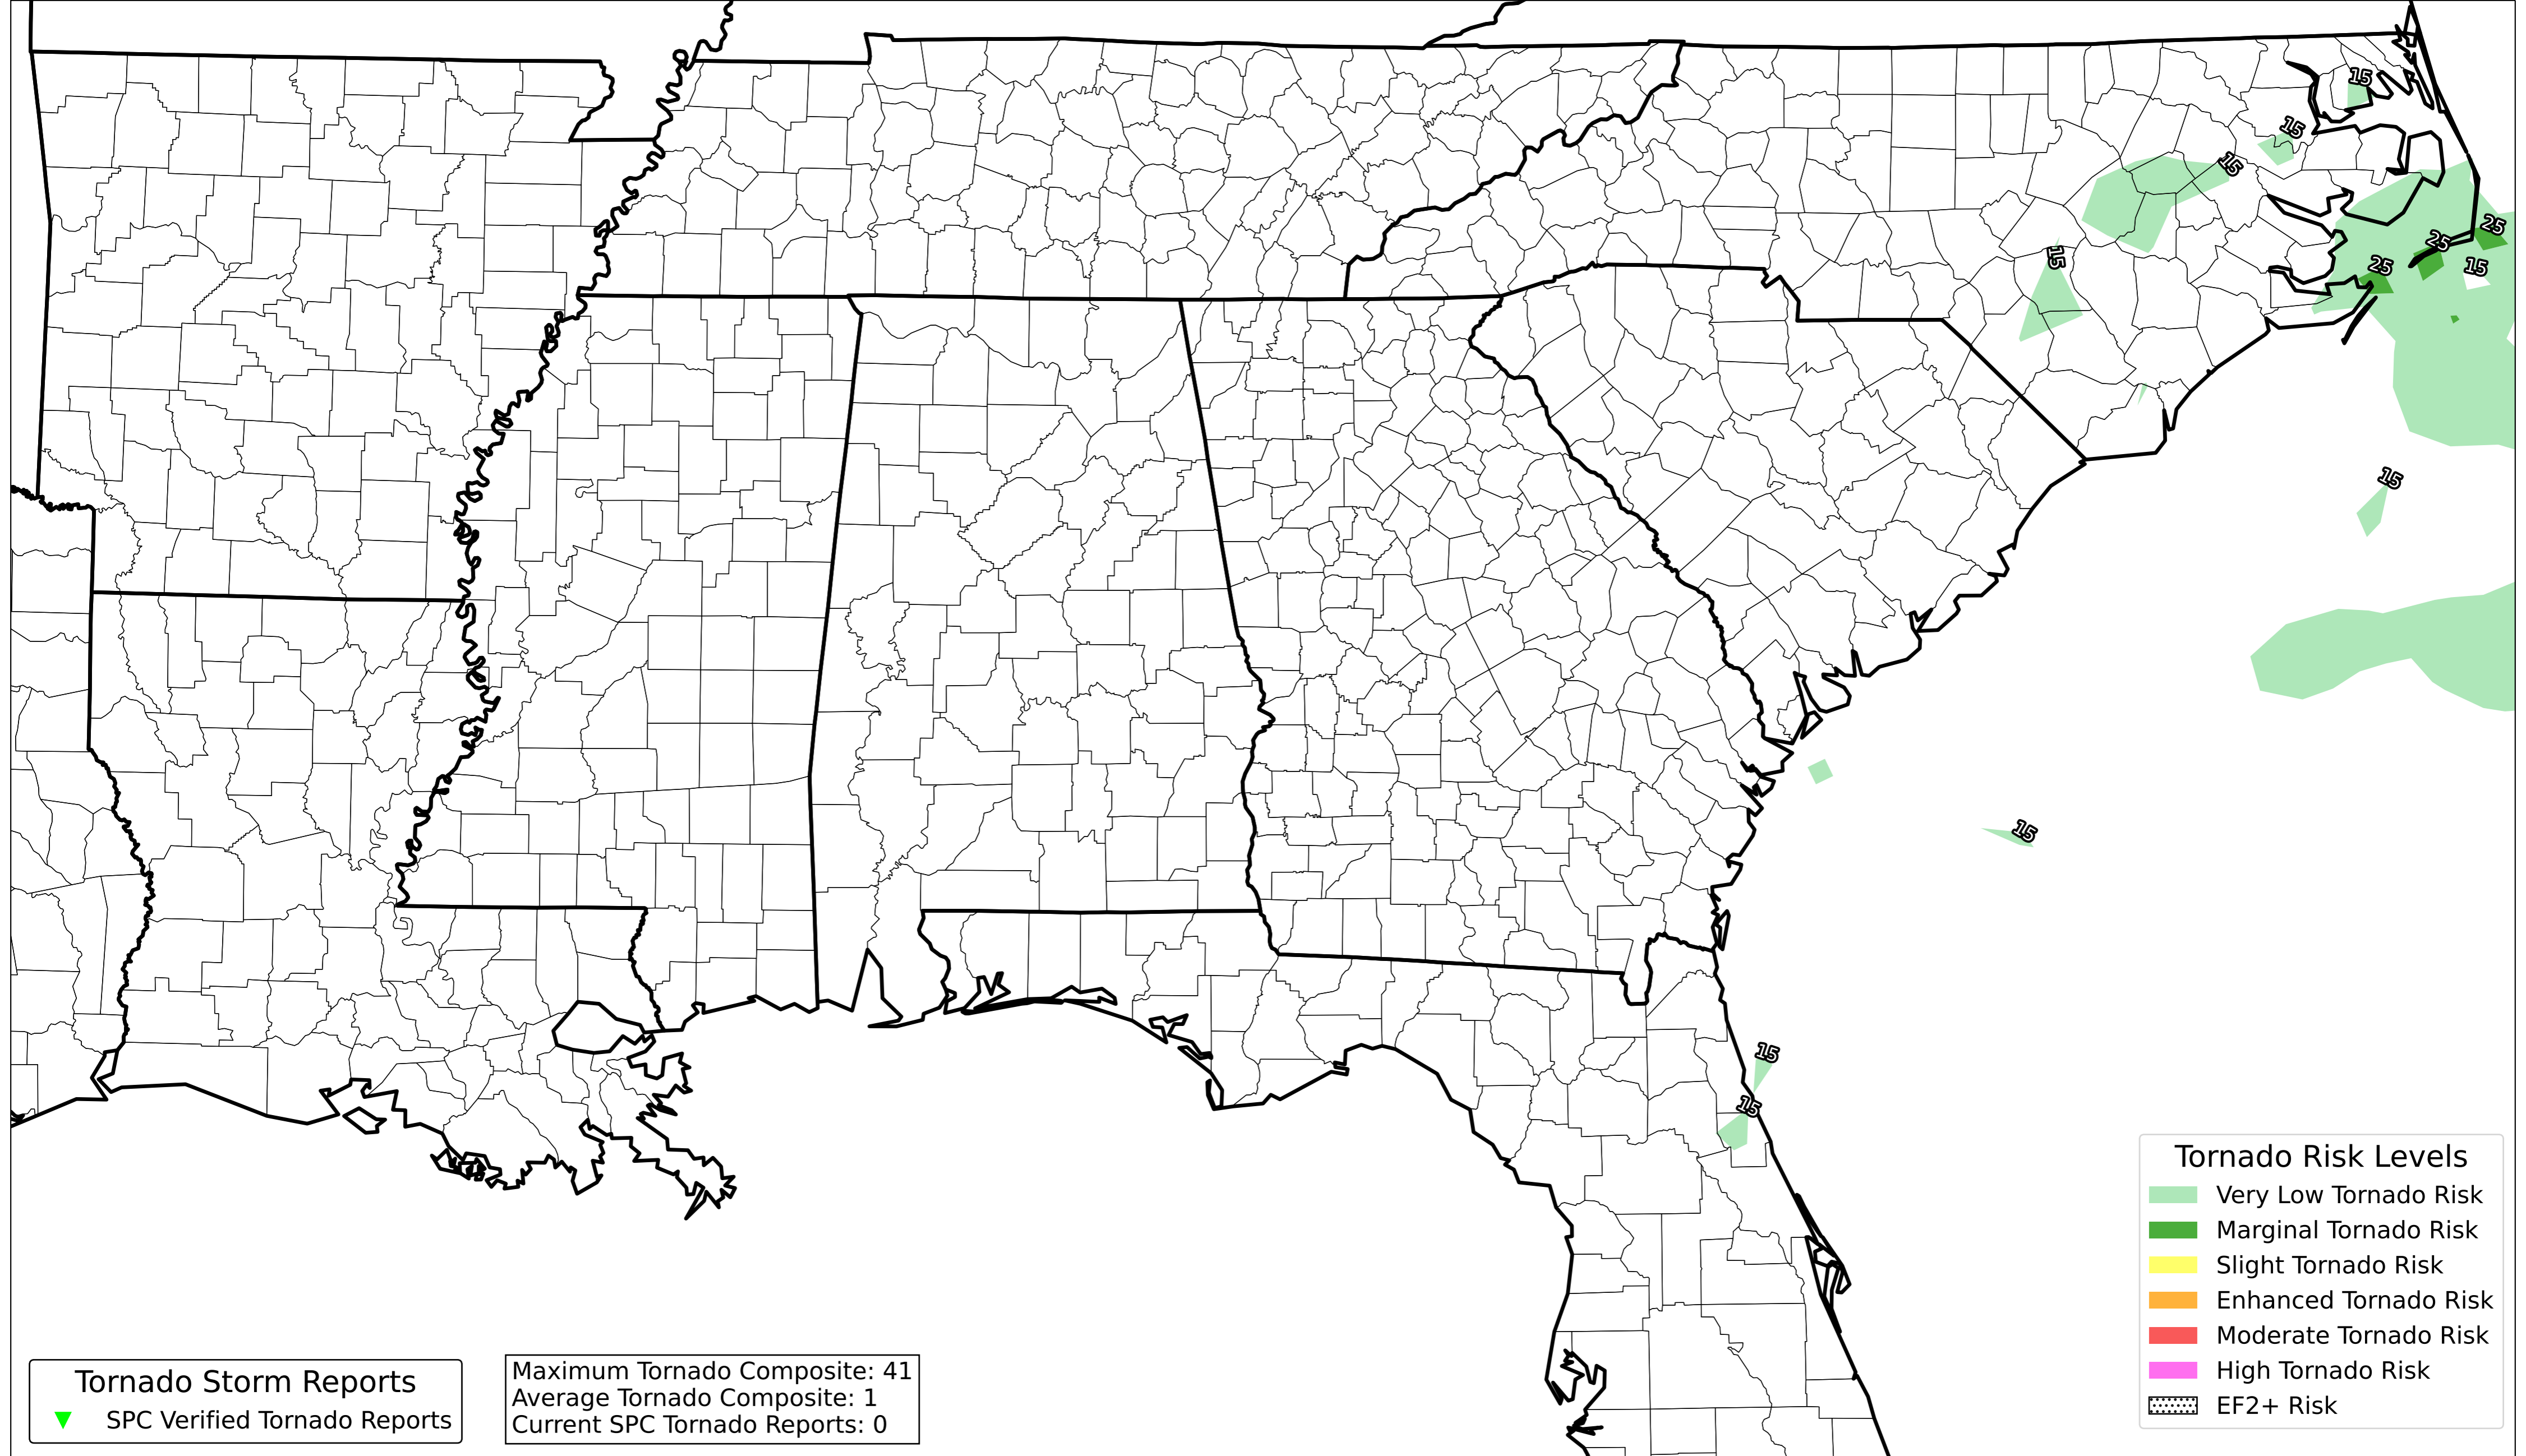 15
15
15
25
25
15
25
15
15
15
15
15
Tornado Risk Levels
Very Low Tornado Risk
Marginal Tornado Risk
Slight Tornado Risk
Enhanced Tornado Risk
Moderate Tornado Risk
High Tornado Risk
EF2+ Risk
Tornado Storm Reports
SPC Verified Tornado Reports
Maximum Tornado Composite: 41
Average Tornado Composite: 1
Current SPC Tornado Reports: 0